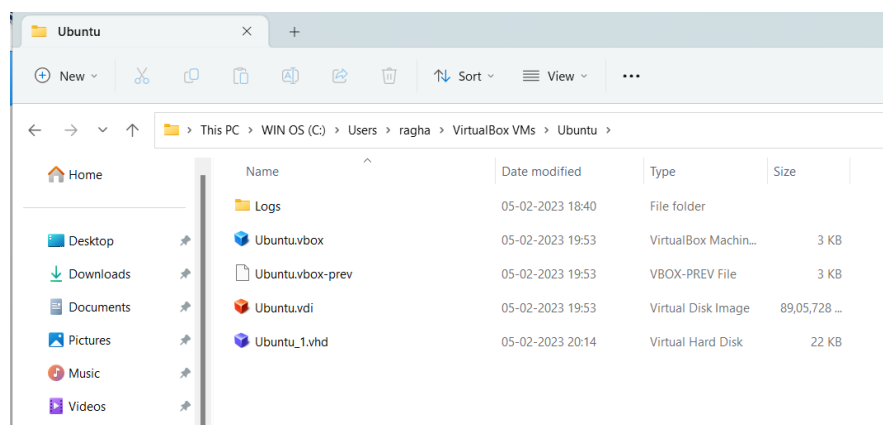 Ubuntu
New
Sort
View
This PC > WIN OS (C:) > Users > ragha > VirtualBox VMs > Ubuntu >
Home
Desktop
Downloads
Documents
Pictures
Music
Videos
Name Date modified Type Size
Logs 05-02-2023 18:40 File folder
Ubuntu.vbox 05-02-2023 19:53 VirtualBox Machin... 3 KB
Ubuntu.vbox-prev 05-02-2023 19:53 VBOX-PREV File 3 KB
Ubuntu.vdi 05-02-2023 19:53 Virtual Disk Image 89,05,728 ...
Ubuntu_1.vhd 05-02-2023 20:14 Virtual Hard Disk 22 KB